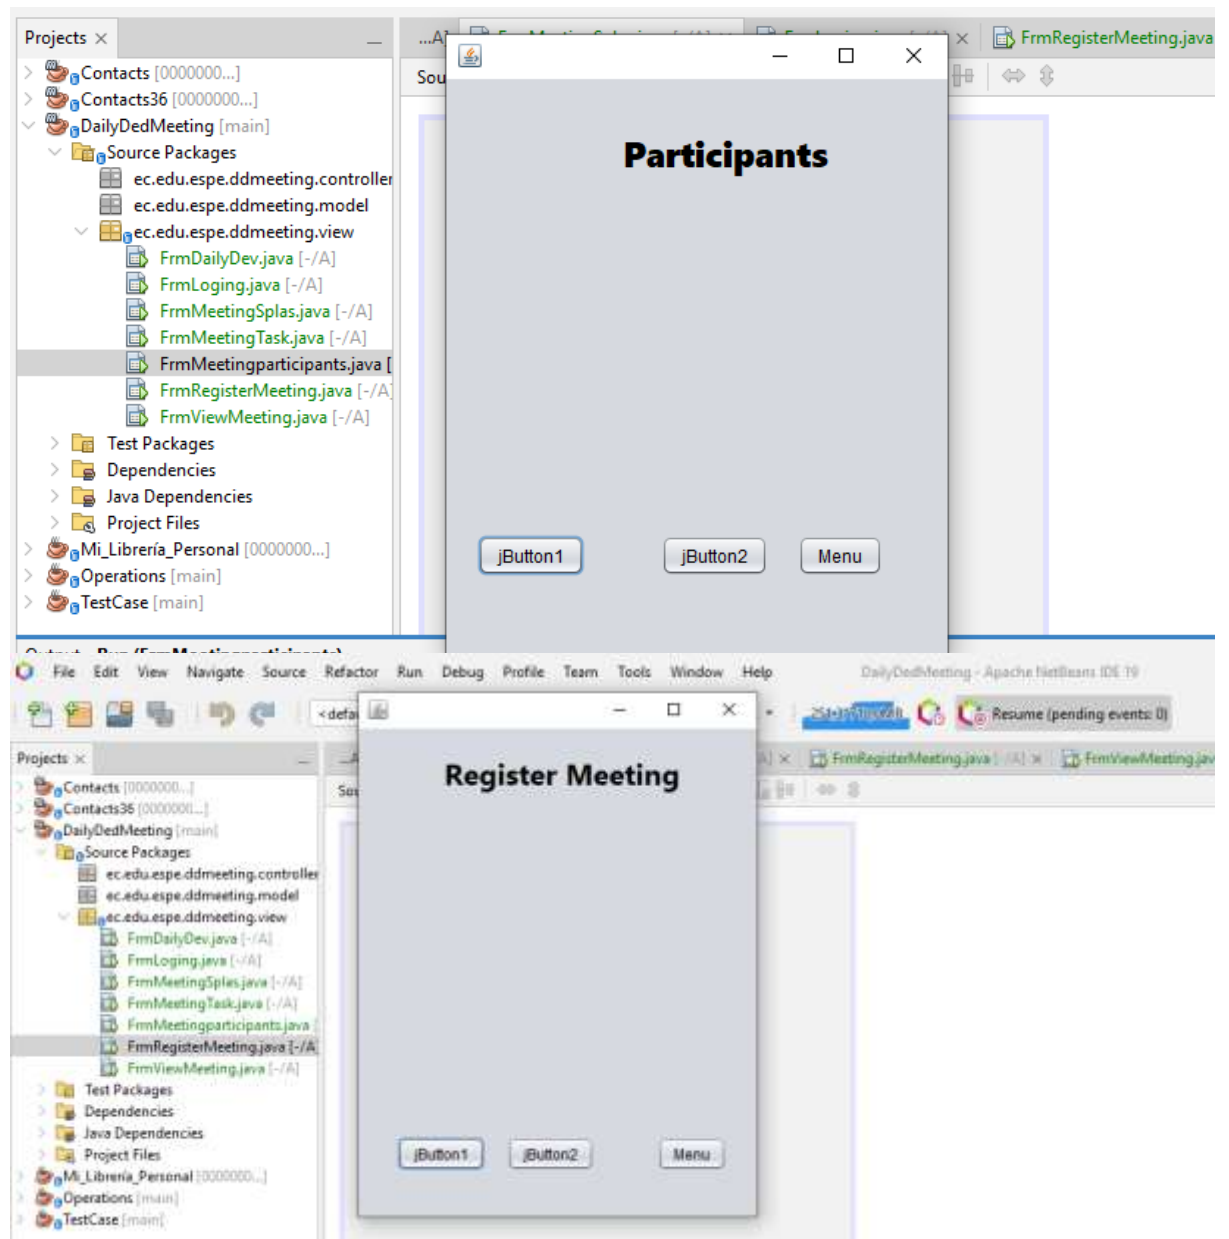 Projects ×
...A]
FrmRegisterMeeting.java
Contacts [0000000...]
Sou
Contacts36 [0000000...]
DailyDedMeeting [main]
Source Packages
Participants
ec.edu.espe.ddmeeting.controller
ec.edu.espe.ddmeeting.model
ec.edu.espe.ddmeeting.view
FrmDailyDev.java [-/A]
FrmLoging.java [-/A]
FrmMeetingSplas.java [-/A]
FrmMeetingTask.java [-/A]
FrmMeetingparticipants.java [
FrmRegisterMeeting.java [-/A]
FrmViewMeeting.java [-/A]
Test Packages
Dependencies
Java Dependencies
Project Files
Mi_Librería_Personal [0000000...]
jButton1 jButton2 Menu
Operations [main]
TestCase [main]
File Edit View Navigate Source Refactor Run Debug Profile Team Tools Window Help DailyDedMeeting - Apache NetBeans IDE 19
<defau
Resume (pending events: 0)
Projects ×
...A
FrmRegisterMeeting.java [-/A] × FrmViewMeeting.jav
Register Meeting
Contacts [0000000...]
Sou
Contacts36 [0000000...]
DailyDedMeeting [main]
Source Packages
ec.edu.espe.ddmeeting.controller
ec.edu.espe.ddmeeting.model
ec.edu.espe.ddmeeting.view
FrmDailyDev.java [-/A]
FrmLoging.java [-/A]
FrmMeetingSplas.java [-/A]
FrmMeetingTask.java [-/A]
FrmMeetingparticipants.java [
FrmRegisterMeeting.java [-/A
FrmViewMeeting.java [-/A]
Test Packages
Dependencies
Java Dependencies
jButton1 jButton2 Menu
Project Files
Mi_Librería_Personal [0000000...]
Operations [main]
TestCase [main]